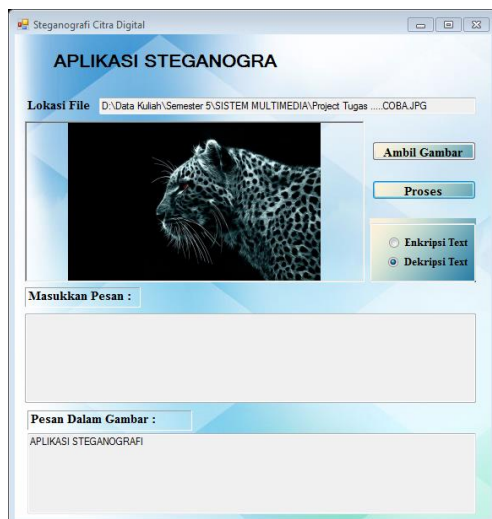 Steganografi Citra Digital
APLIKASI STEGANOGRA
Lokasi File D:\Data Kuliah\Semester 5\SISTEM MULTIMEDIA\Project Tugas .....COBA.JPG
Ambil Gambar
Proses
Enkripsi Text
Dekripsi Text
Masukkan Pesan :
Pesan Dalam Gambar :
APLIKASI STEGANOGRAFI